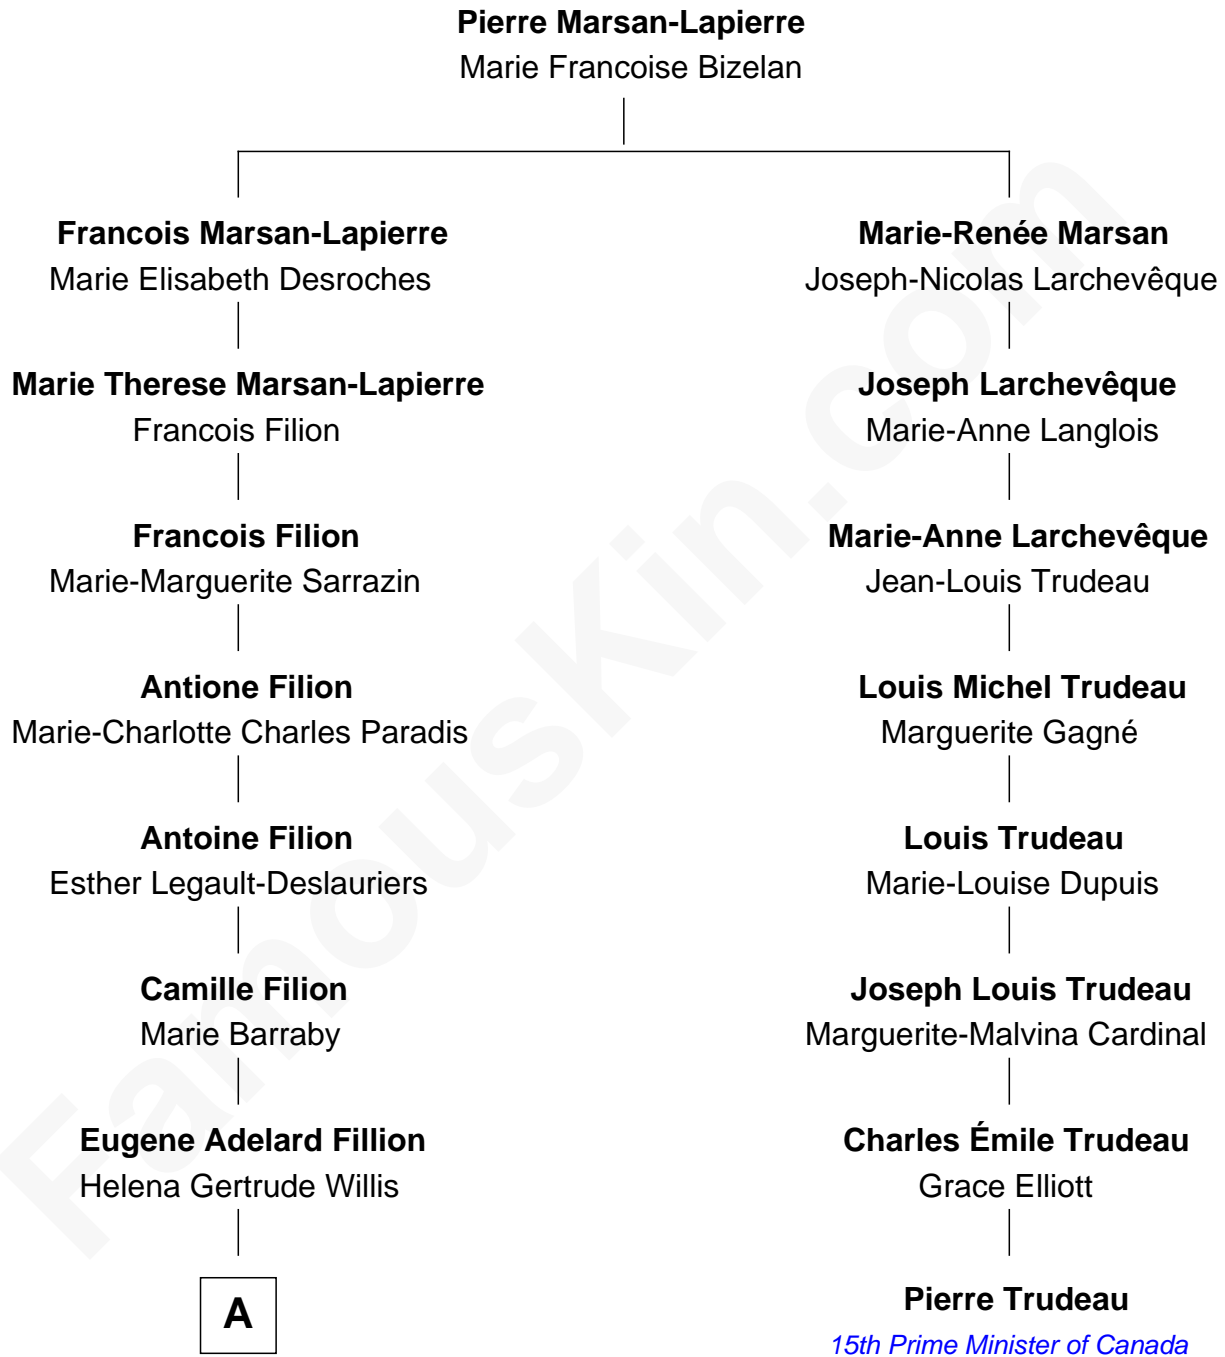 Pierre Marsan-Lapierre
Marie Francoise Bizelan
Francois Marsan-Lapierre
Marie Elisabeth Desroches
Marie-Renée Marsan
Joseph-Nicolas Larchevêque
Marie Therese Marsan-Lapierre
Francois Filion
Joseph Larchevêque
Marie-Anne Langlois
Francois Filion
Marie-Marguerite Sarrazin
Marie-Anne Larchevêque
Jean-Louis Trudeau
Antione Filion
Marie-Charlotte Charles Paradis
Louis Michel Trudeau
Marguerite Gagné
Antoine Filion
Esther Legault-Deslauriers
Louis Trudeau
Marie-Louise Dupuis
Camille Filion
Marie Barraby
Joseph Louis Trudeau
Marguerite-Malvina Cardinal
Eugene Adelard Fillion
Helena Gertrude Willis
Charles Émile Trudeau
Grace Elliott
A
Pierre Trudeau
15th Prime Minister of Canada
FamousKin.com